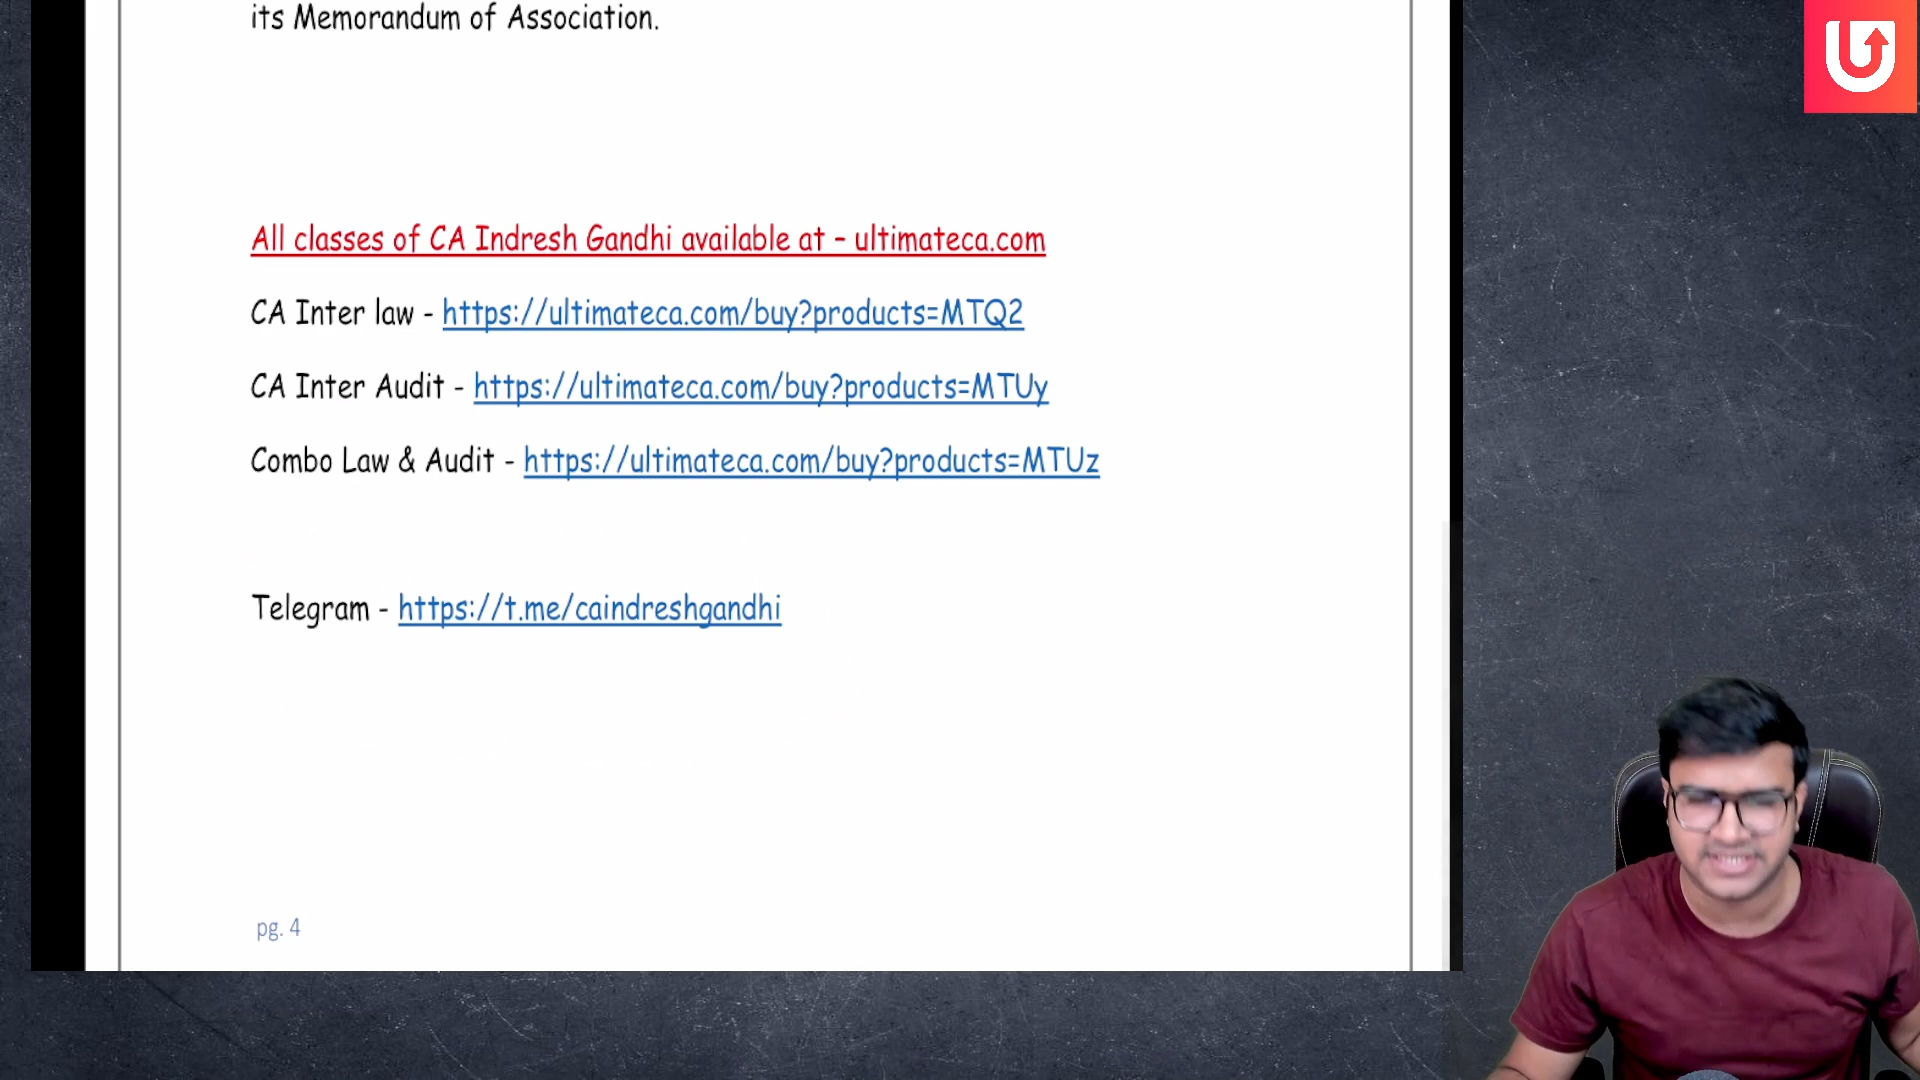 its Memorandum of Association.
All classes of CA Indresh Gandhi available at – ultimateca.com
CA Inter law - https://ultimateca.com/buy?products=MTQ2
CA Inter Audit - https://ultimateca.com/buy?products=MTUy
Combo Law & Audit - https://ultimateca.com/buy?products=MTUz
Telegram - https://t.me/caindreshgandhi
pg. 4